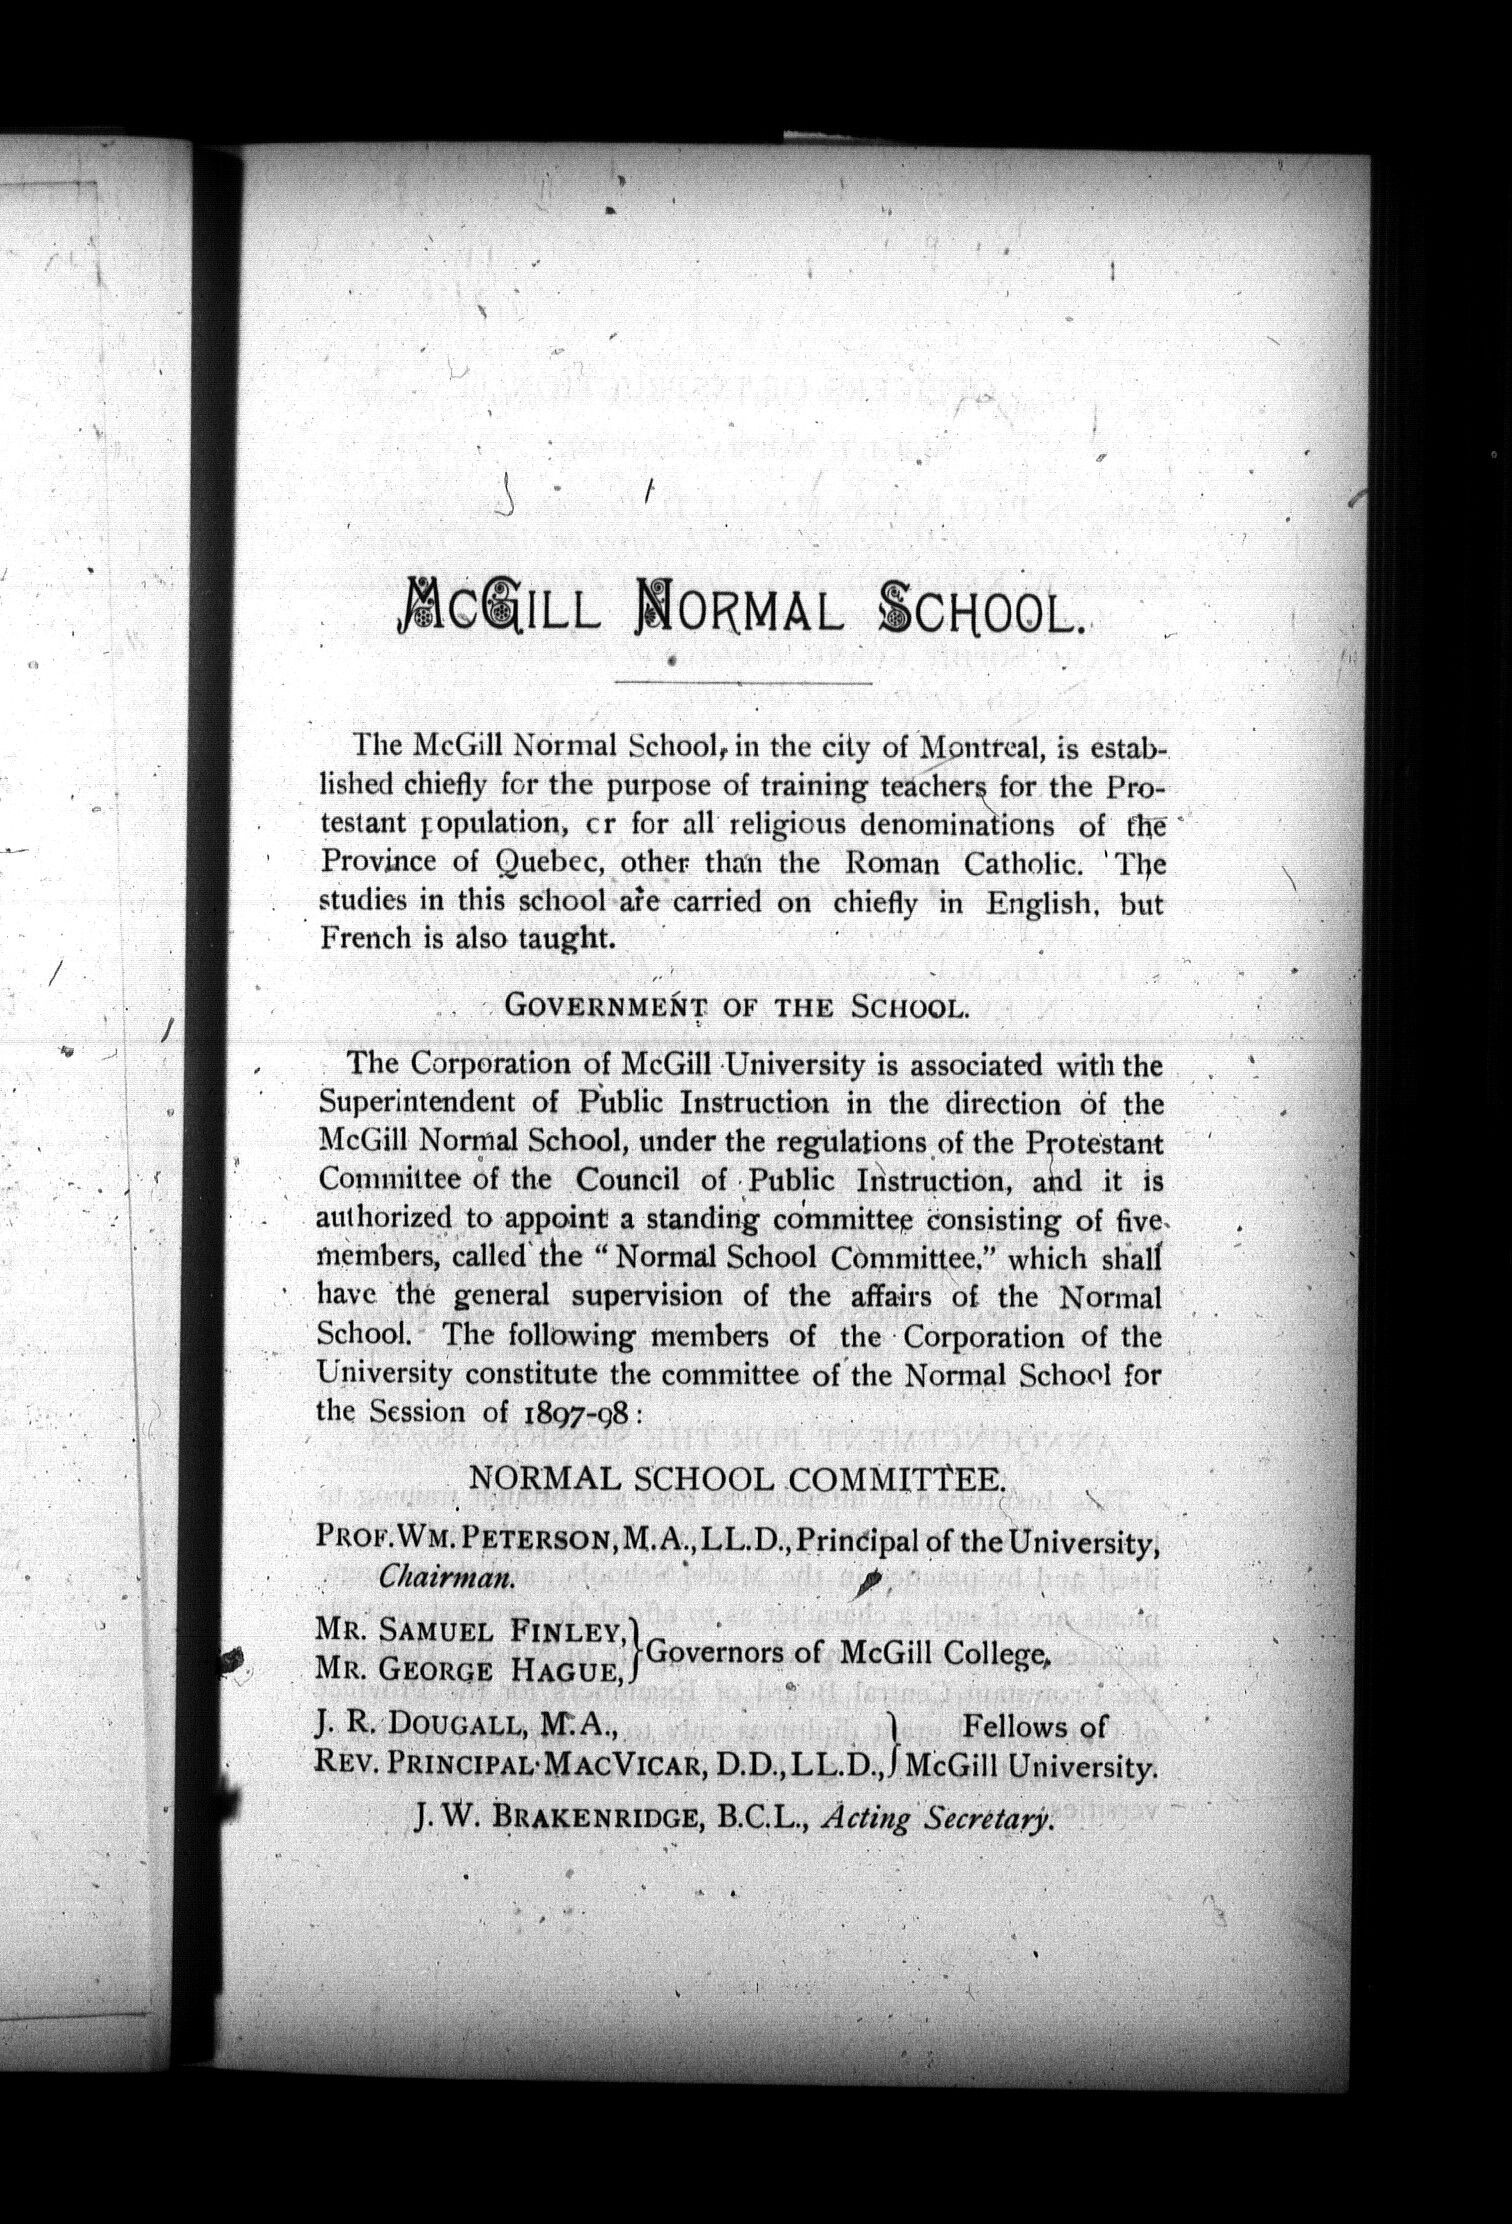 McGill Normal School.
The McGill Normal School, in the city of Montreal, is estab-
lished chiefly for the purpose of training teachers for the Pro-
testant population, or for all religious denominations of the
Province of Quebec, other than the Roman Catholic. The
studies in this school are carried on chiefly in English, but
French is also taught.
Government of the School.
The Corporation of McGill University is associated with the
Superintendent of Public Instruction in the direction of the
McGill Normal School, under the regulations of the Protestant
Committee of the Council of Public Instruction, and it is
authorized to appoint a standing committee consisting of five
members, called the "Normal School Committee," which shall
have the general supervision of the affairs of the Normal
School. The following members of the Corporation of the
University constitute the committee of the Normal School for
the Session of 1897-98:
NORMAL SCHOOL COMMITTEE.
Prof. Wm. Peterson, M.A., LL.D., Principal of the University,
Chairman.
Mr. Samuel Finley,
Mr. George Hague, } Governors of McGill College,
J. R. Dougall, M.A., } Fellows of
Rev. Principal MacVicar, D.D., LL.D., } McGill University.
J. W. Brakenridge, B.C.L., Acting Secretary.